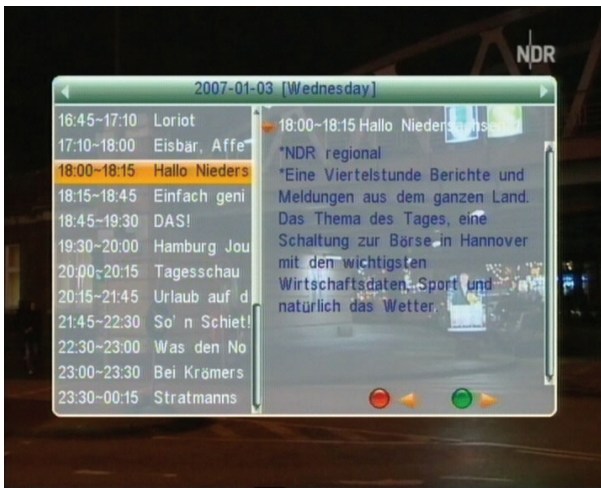 NDR
2007-01-03 [Wednesday]
16:45~17:10 Loriot
17:10~18:00 Eisbär, Affe
18:00~18:15 Hallo Nieders
18:15~18:45 Einfach geni
18:45~19:30 DAS!
19:30~20:00 Hamburg Jou
20:00~20:15 Tagesschau
20:15~21:45 Urlaub auf d
21:45~22:30 So' n Schiet!
22:30~23:00 Was den No
23:00~23:30 Bei Krömers
23:30~00:15 Stratmanns
18:00~18:15 Hallo Niedersachsen
*NDR regional
*Eine Viertelstunde Berichte und
Meldungen aus dem ganzen Land.
Das Thema des Tages, eine
Schaltung zur Börse in Hannover
mit den wichtigsten
Wirtschaftsdaten, Sport und
natürlich das Wetter.